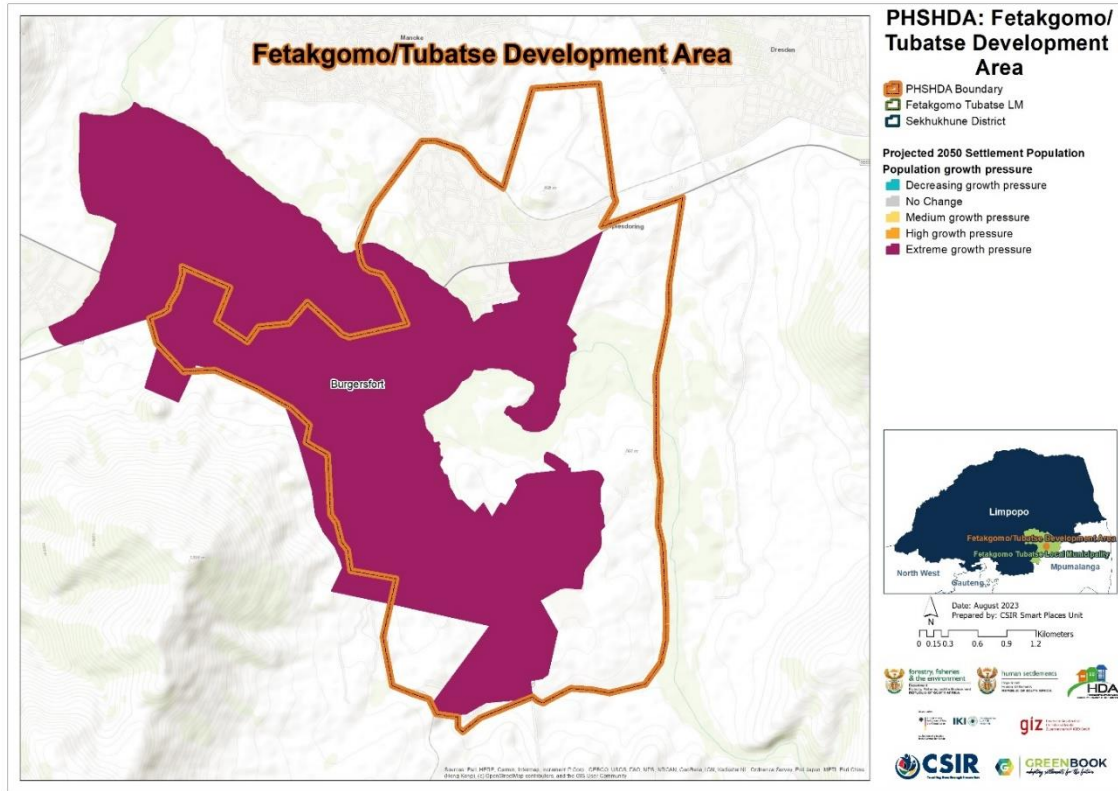 Fetakgomo/Tubatse Development Area
Manoke
Dresden
Burgersfort
PHSHDA: Fetakgomo/
Tubatse Development
Area
PHSHDA Boundary
Fetakgomo Tubatse LM
Sekhukhune District
Projected 2050 Settlement Population
Population growth pressure
Decreasing growth pressure
No Change
Medium growth pressure
High growth pressure
Extreme growth pressure
Limpopo
Fetakgomo/Tubatse Development Area
Fetakgomo Tubatse Local Municipality
North West
Gauteng
Mpumalanga
N
Date: August 2023
Prepared by: CSIR Smart Places Unit
Kilometers
0 0.15 0.3 0.6 0.9 1.2
forestry, fisheries
& the environment
human settlements
HDA
IKI
giz
CSIR
GREENBOOK